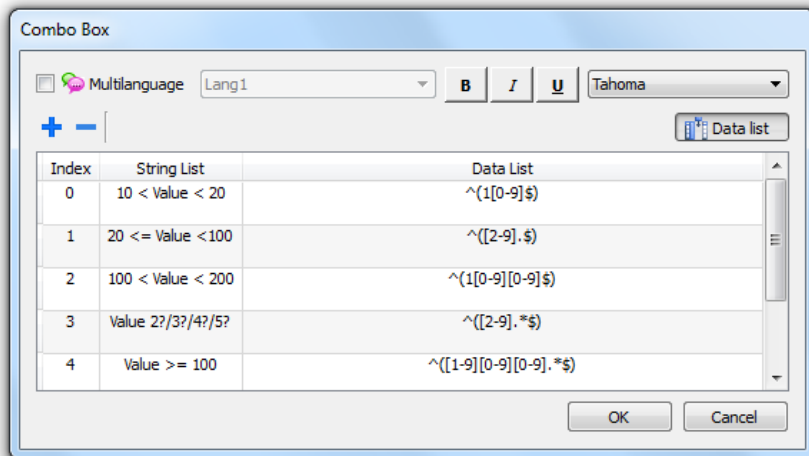 Combo Box
Multilanguage Lang1 B I U Tahoma
Data list
Index String List Data List
0 10 < Value < 20 ^(1[0-9]$)
1 20 <= Value <100 ^([2-9].$)
2 100 < Value < 200 ^(1[0-9][0-9]$)
3 Value 2?/3?/4?/5? ^([2-9].*$)
4 Value >= 100 ^([1-9][0-9][0-9].*$)
OK Cancel